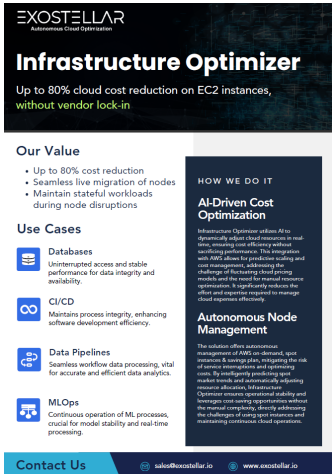 EXOSTELLAR
Autonomous Cloud Optimization
Infrastructure Optimizer
Up to 80% cloud cost reduction on EC2 instances,
without vendor lock-in
Our Value
• Up to 80% cost reduction
• Seamless live migration of nodes
• Maintain stateful workloads
during node disruptions
Use Cases
Databases
Uninterrupted access and stable
performance for data integrity and
availability.
CI/CD
Maintains process integrity, enhancing
software development efficiency.
Data Pipelines
Seamless workflow data processing, vital
for accurate and efficient data analytics.
MLOps
Continuous operation of ML processes,
crucial for model stability and real-time
processing.
HOW WE DO IT
AI-Driven Cost
Optimization
Infrastructure Optimizer utilizes AI to
dynamically adjust cloud resources in real-
time, ensuring cost efficiency without
sacrificing performance. This integration
with AWS allows for predictive scaling and
cost management, addressing the
challenge of fluctuating cloud pricing
models and the need for manual resource
optimization. It significantly reduces the
effort and expertise required to manage
cloud expenses effectively.
Autonomous Node
Management
The solution offers autonomous
management of AWS on-demand, spot
instances & savings plan, mitigating the risk
of service interruptions and optimizing
costs. By intelligently predicting spot
market trends and automatically adjusting
resource allocation, Infrastructure
Optimizer ensures operational stability and
leverages cost-saving opportunities without
the manual complexity, directly addressing
the challenges of using spot instances and
maintaining continuous cloud operations.
Contact Us
sales@exostellar.io
www.exostellar.io